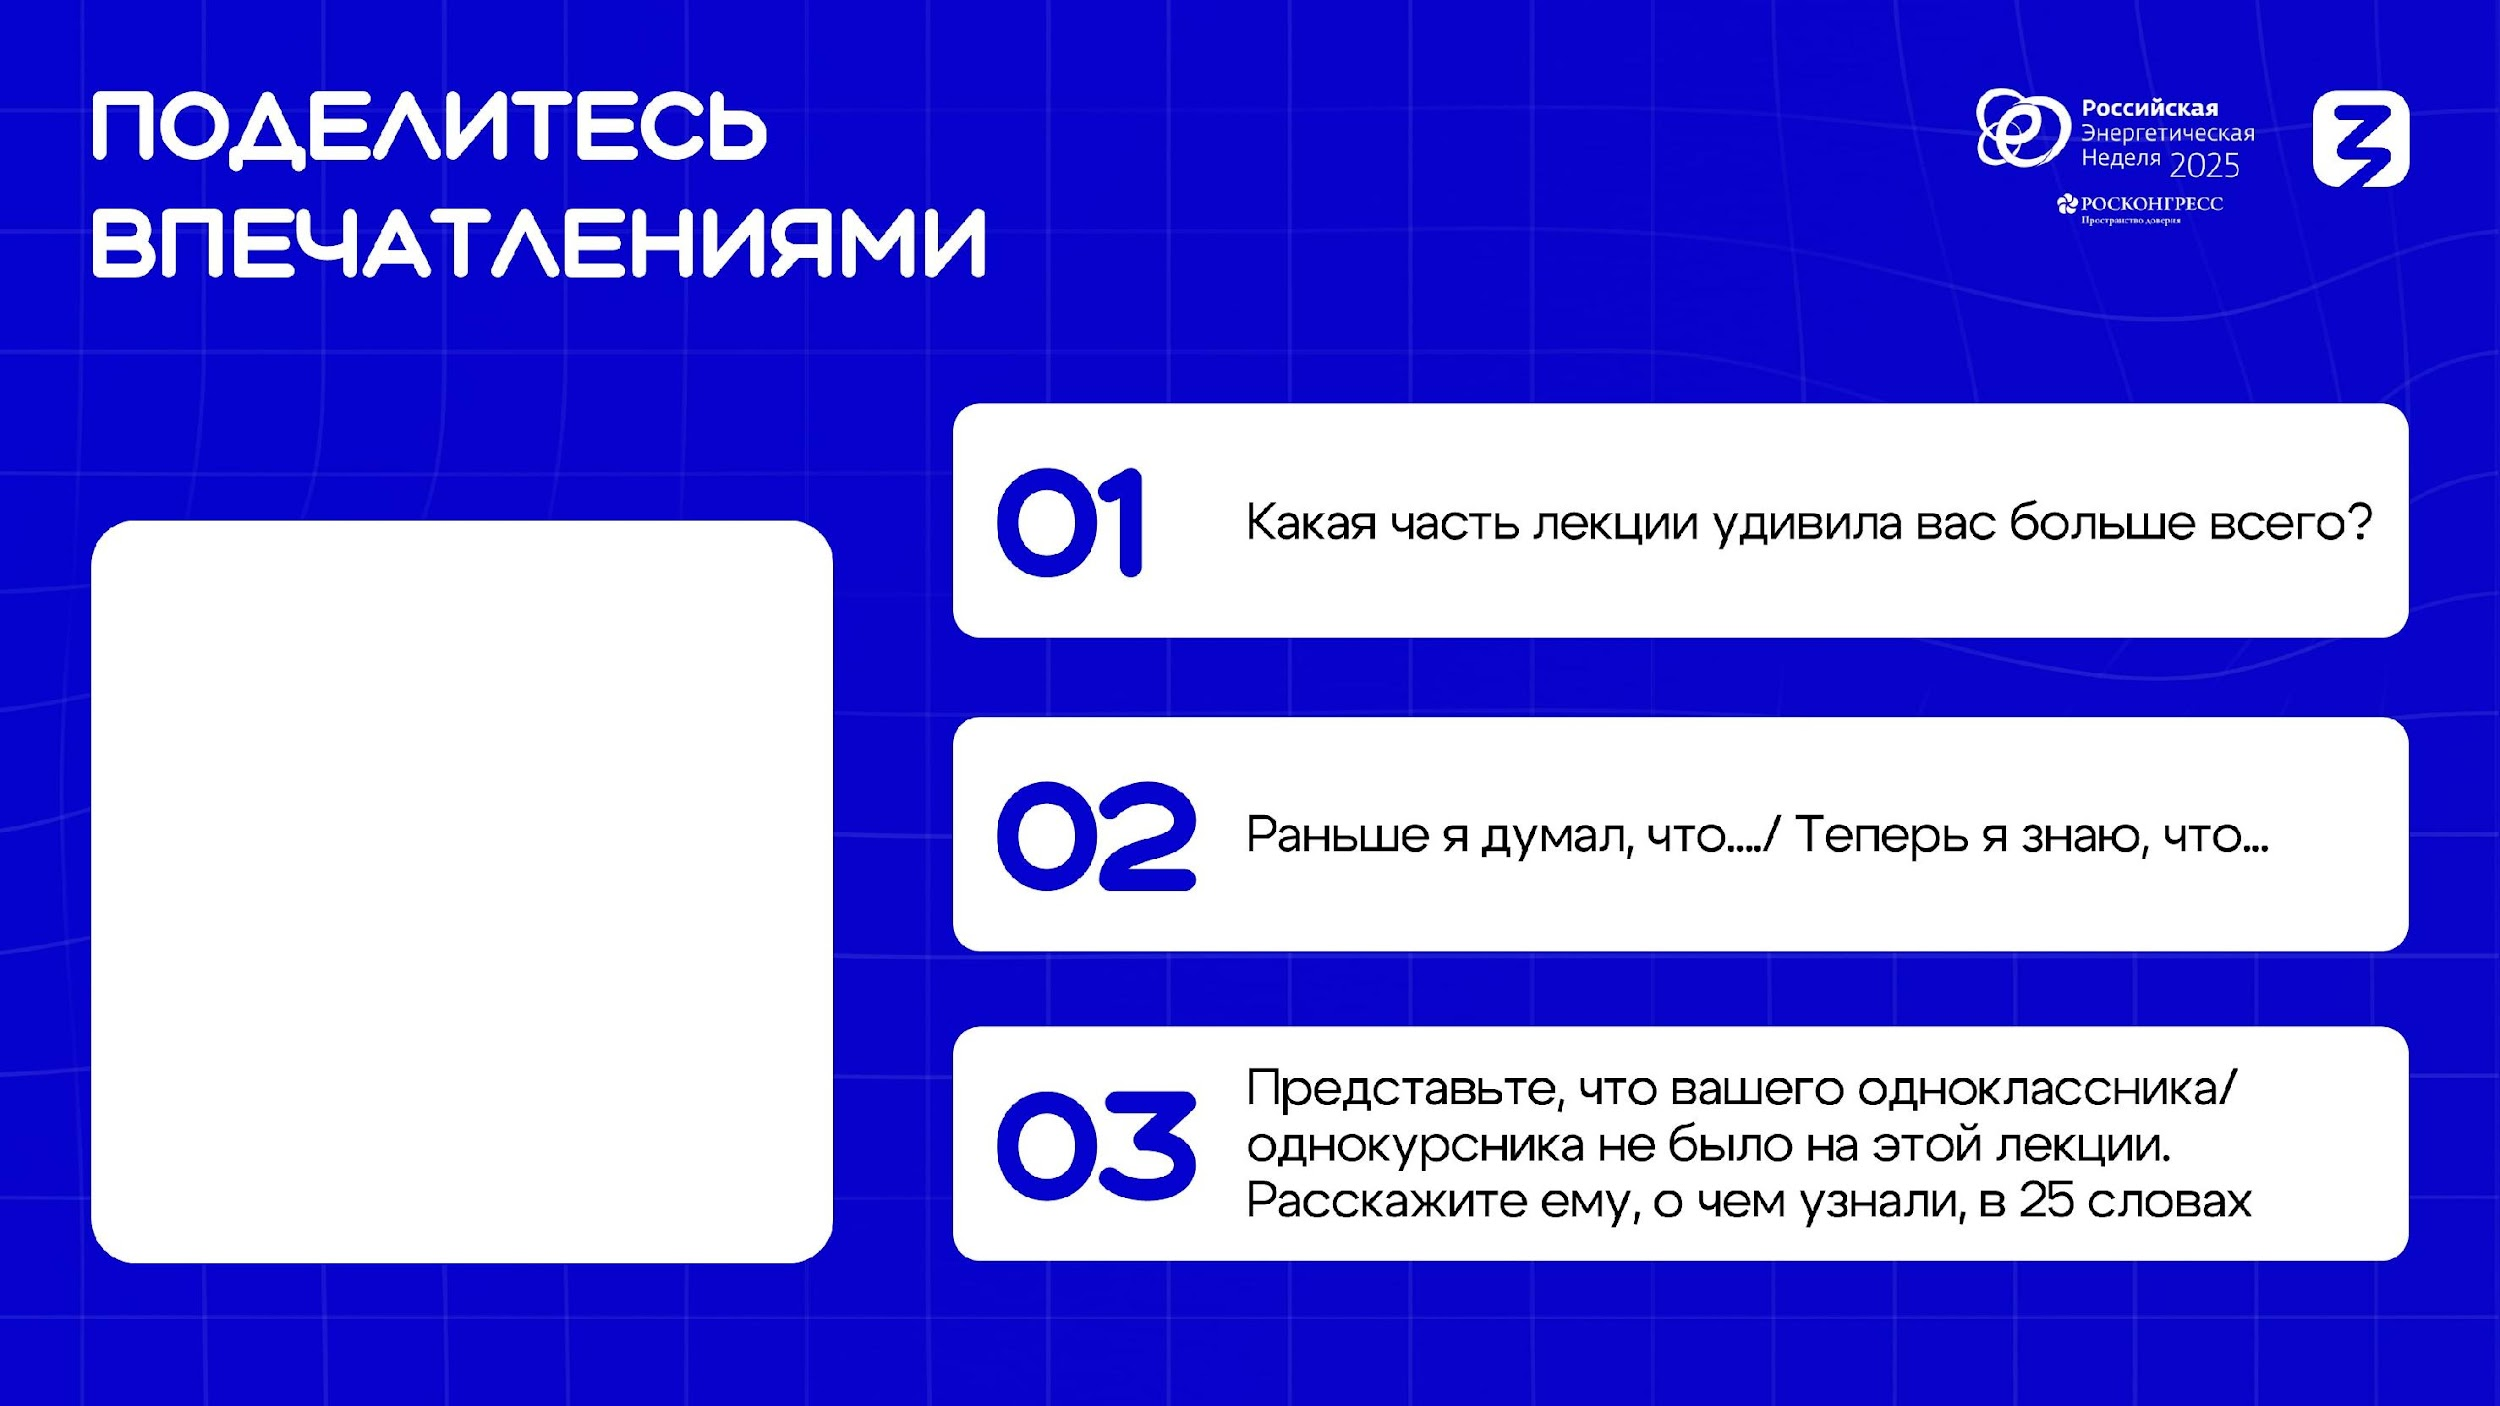 ПОДЕЛИТЕСЬ
ВПЕЧАТЛЕНИЯМИ
Российская
Энергетическая
Неделя 2025
РОСКОНГРЕСС
Пространство доверия
01
Какая часть лекции удивила вас больше всего?
02
Раньше я думал, что..../ Теперь я знаю, что...
03
Представьте, что вашего одноклассника/
однокурсника не было на этой лекции.
Расскажите ему, о чем узнали, в 25 словах